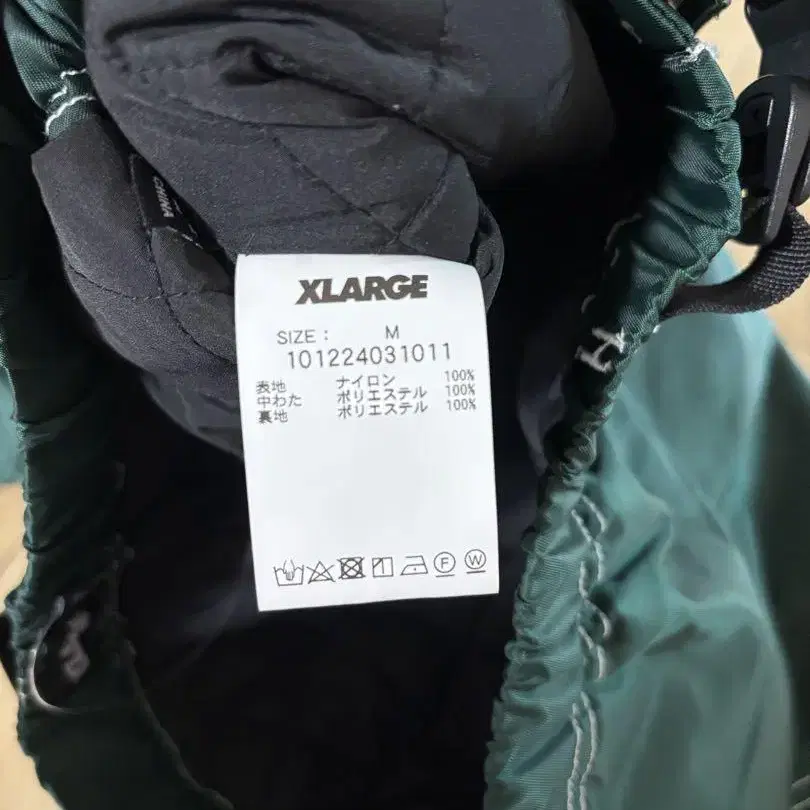 CHINA
XLARGE
SIZE : M
101224031011
表地 ナイロン 100%
中わた ポリエステル 100%
裏地 ポリエステル 100%
F W